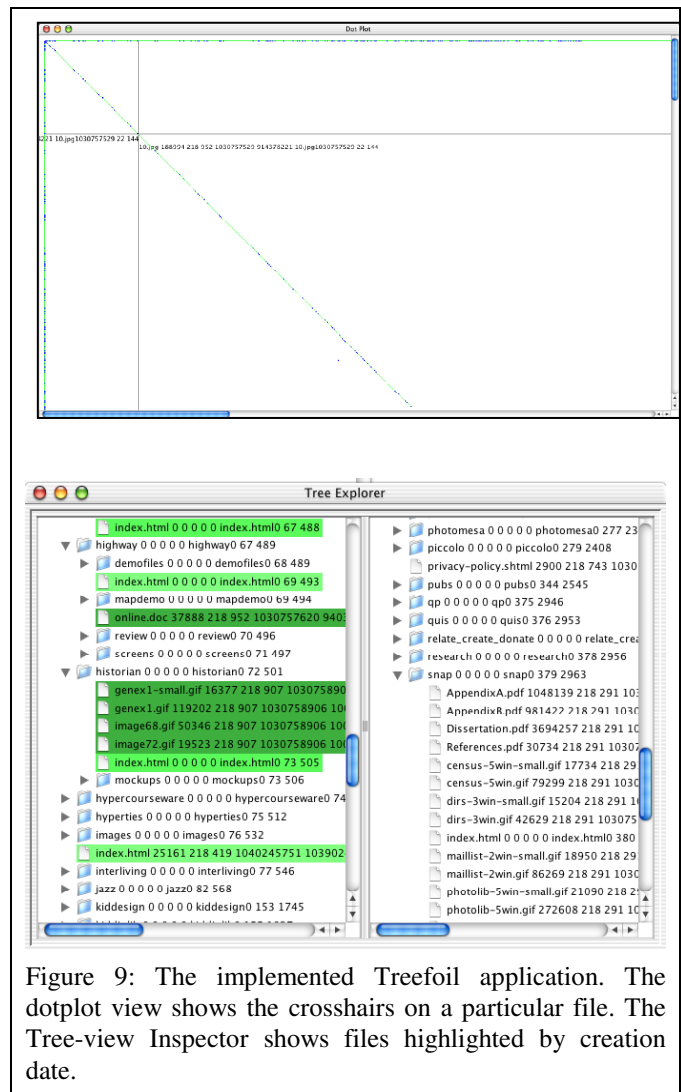 Dot Plot
221 10.jpg1030757529 22 144
10.jpg 188994 218 952 1030757529 914378221 10.jpg1030757529 22 144
Tree Explorer
index.html 0 0 0 0 0 index.html0 67 488
highway 0 0 0 0 0 highway0 67 489
demofiles 0 0 0 0 0 demofiles0 68 489
index.html 0 0 0 0 0 index.html0 69 493
mapdemo 0 0 0 0 0 mapdemo0 69 494
online.doc 37888 218 952 1030757620 940
review 0 0 0 0 0 review0 70 496
screens 0 0 0 0 0 screens0 71 497
historian 0 0 0 0 0 historian0 72 501
genex1-small.gif 16377 218 907 103075890
genex1.gif 119202 218 907 1030758906 10
image68.gif 50346 218 907 1030758906 10
image72.gif 19523 218 907 1030758906 10
index.html 0 0 0 0 0 index.html0 73 505
mockups 0 0 0 0 0 mockups0 73 506
hypercourseware 0 0 0 0 0 hypercourseware0 74
hyperties 0 0 0 0 0 hyperties0 75 512
images 0 0 0 0 0 images0 76 532
index.html 25161 218 419 1040245751 103902
interliving 0 0 0 0 0 interliving0 77 546
jazz 0 0 0 0 0 jazz0 82 568
kiddesign 0 0 0 0 0 kiddesign0 153 1745
photomesa 0 0 0 0 0 photomesa0 277 23
piccolo 0 0 0 0 0 piccolo0 279 2408
privacy-policy.shtml 2900 218 743 1030
pubs 0 0 0 0 0 pubs0 344 2545
qp 0 0 0 0 0 qp0 375 2946
quis 0 0 0 0 0 quis0 376 2953
relate_create_donate 0 0 0 0 0 relate_crea
research 0 0 0 0 0 research0 378 2956
snap 0 0 0 0 0 snap0 379 2963
AppendixA.pdf 1048139 218 291 103
AppendixB.pdf 981422 218 291 1030
Dissertation.pdf 3694257 218 291 10
References.pdf 30734 218 291 10307
census-5win-small.gif 17734 218 29
census-5win.gif 79299 218 291 1030
dirs-3win-small.gif 15204 218 291 1
dirs-3win.gif 42629 218 291 103075
index.html 0 0 0 0 0 index.html0 380
maillist-2win-small.gif 18950 218 29
maillist-2win.gif 86269 218 291 1030
photolib-5win-small.gif 21090 218 2
photolib-5win.gif 272608 218 291 10
Figure 9: The implemented Treefoil application. The
dotplot view shows the crosshairs on a particular file. The
Tree-view Inspector shows files highlighted by creation
date.